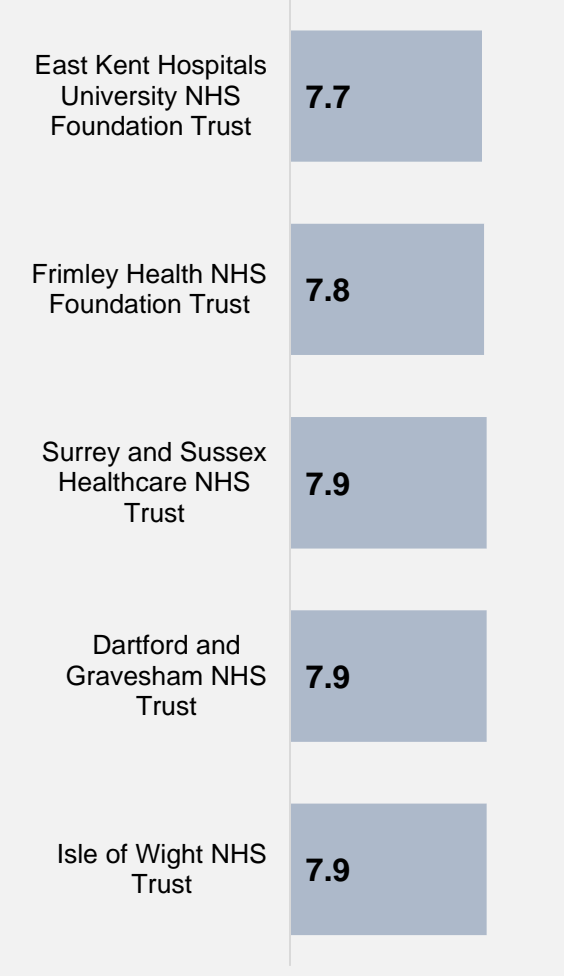 East Kent Hospitals
University NHS
Foundation Trust
7.7
Frimley Health NHS
Foundation Trust
7.8
Surrey and Sussex
Healthcare NHS
Trust
7.9
Dartford and
Gravesham NHS
Trust
7.9
Isle of Wight NHS
Trust
7.9